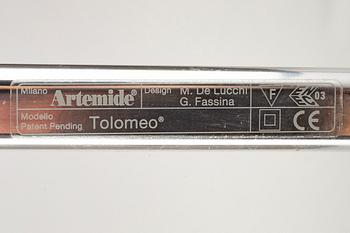 Milano Artemide® Design M. De Lucchi
G. Fassina
F
03
Modello
Patent Pending Tolomeo®
CE